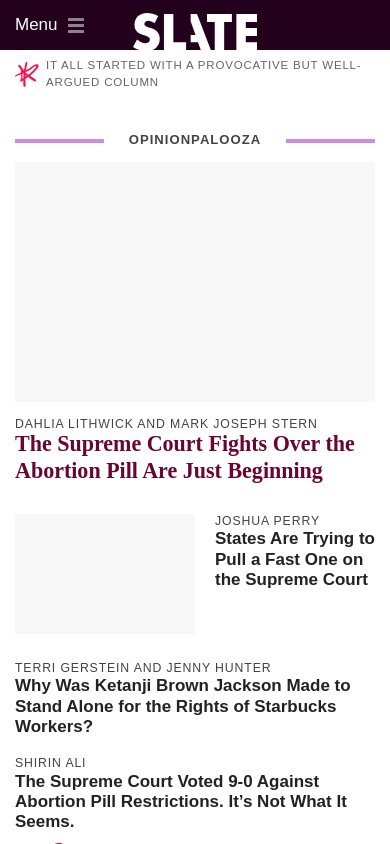 Menu
SLATE
IT ALL STARTED WITH A PROVOCATIVE BUT WELL-
ARGUED COLUMN
OPINIONPALOOZA
DAHLIA LITHWICK AND MARK JOSEPH STERN
The Supreme Court Fights Over the
Abortion Pill Are Just Beginning
JOSHUA PERRY
States Are Trying to
Pull a Fast One on
the Supreme Court
TERRI GERSTEIN AND JENNY HUNTER
Why Was Ketanji Brown Jackson Made to
Stand Alone for the Rights of Starbucks
Workers?
SHIRIN ALI
The Supreme Court Voted 9-0 Against
Abortion Pill Restrictions. It’s Not What It
Seems.